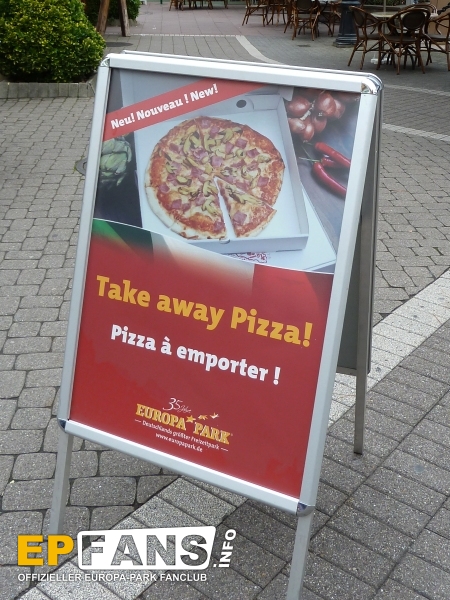 Neu! Nouveau ! New!
Take away Pizza!
Pizza à emporter !
35 Jahre
EUROPA PARK
Deutschlands größter Freizeitpark
www.europapark.de
EPFANS.iNFO
OFFIZIELLER EUROPA-PARK FANCLUB